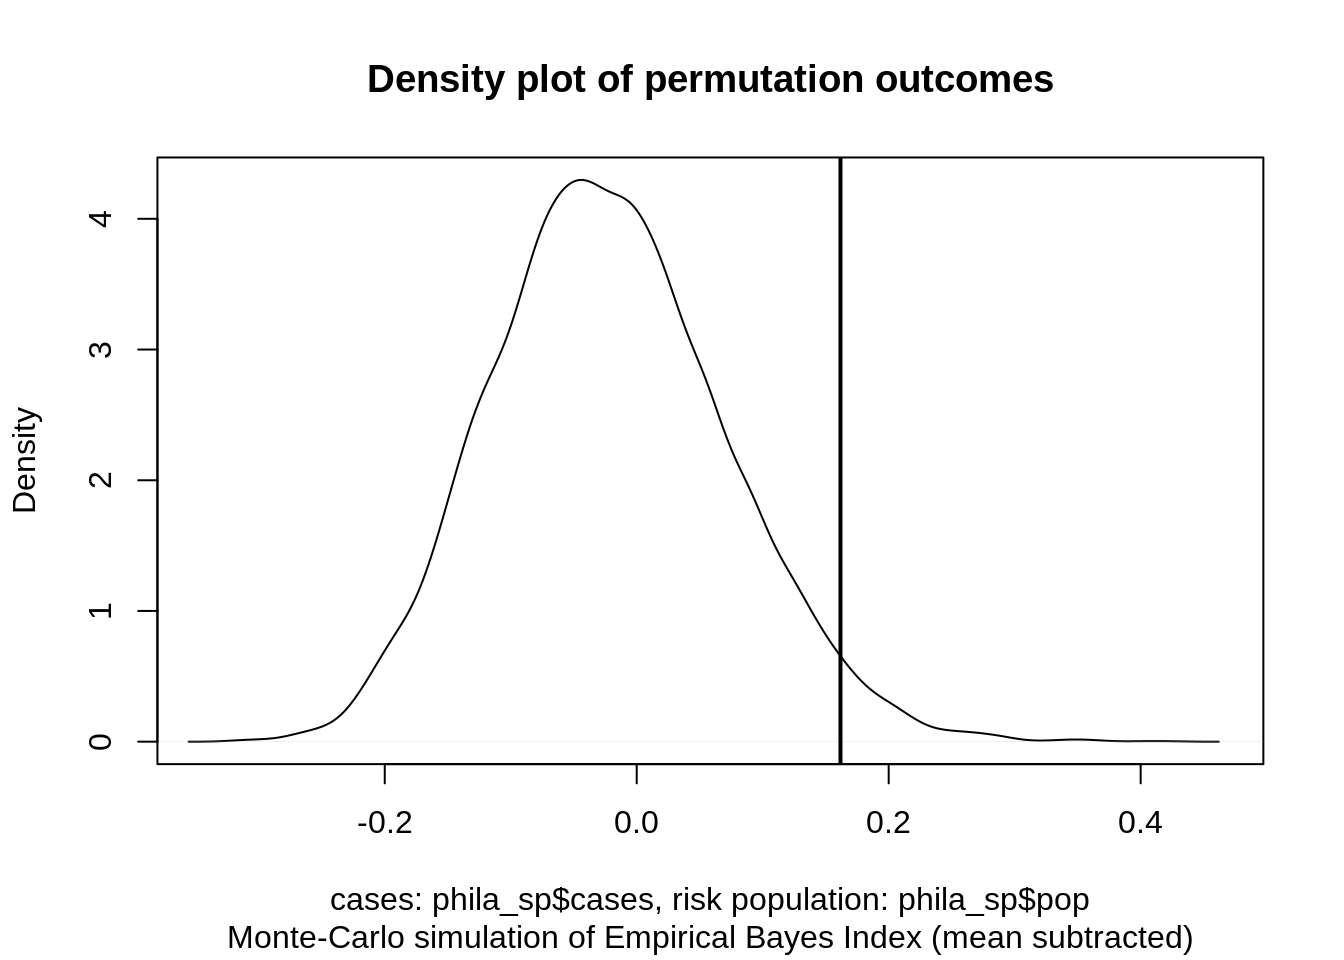 Density plot of permutation outcomes
Density
4
3
2
1
0
-0.2 0.0 0.2 0.4
cases: phila_sp$cases, risk population: phila_sp$pop
Monte-Carlo simulation of Empirical Bayes Index (mean subtracted)